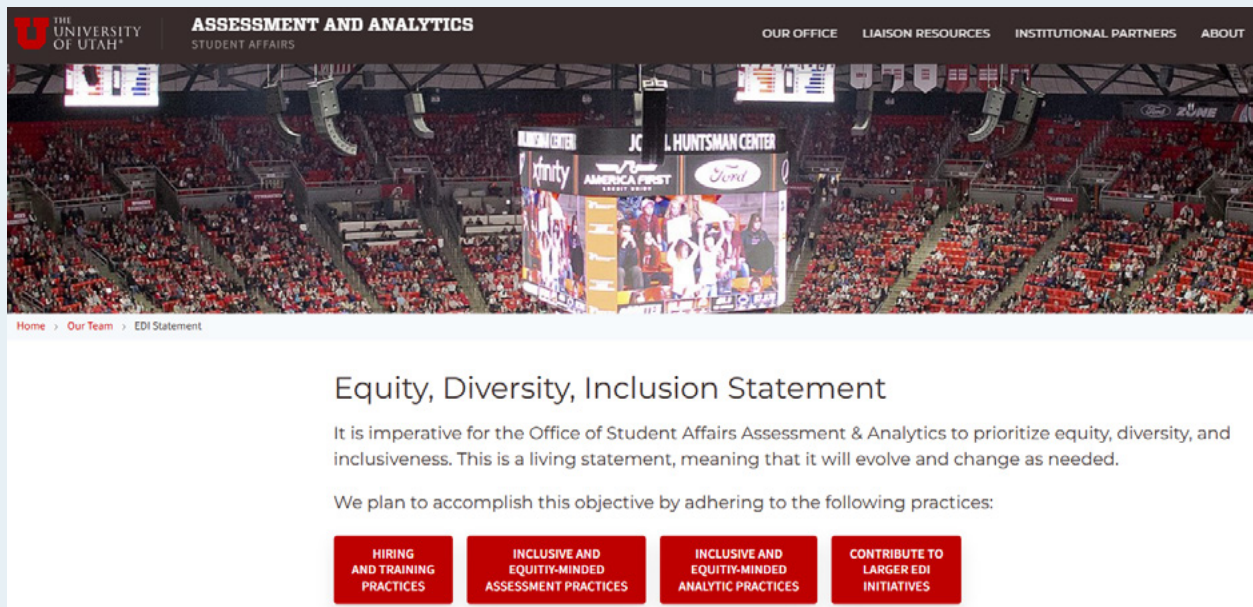 THE
UNIVERSITY
OF UTAH®
ASSESSMENT AND ANALYTICS
STUDENT AFFAIRS
OUR OFFICE LIAISON RESOURCES INSTITUTIONAL PARTNERS ABOUT
Ford ZONE
HUNTSMAN CENTER
xfinity
AMERICA FIRST
CREDIT UNION
Ford
Home > Our Team > EDI Statement
Equity, Diversity, Inclusion Statement
It is imperative for the Office of Student Affairs Assessment & Analytics to prioritize equity, diversity, and
inclusiveness. This is a living statement, meaning that it will evolve and change as needed.
We plan to accomplish this objective by adhering to the following practices:
HIRING
AND TRAINING
PRACTICES
INCLUSIVE AND
EQUITIY-MINDED
ASSESSMENT PRACTICES
INCLUSIVE AND
EQUITIY-MINDED
ANALYTIC PRACTICES
CONTRIBUTE TO
LARGER EDI
INITIATIVES